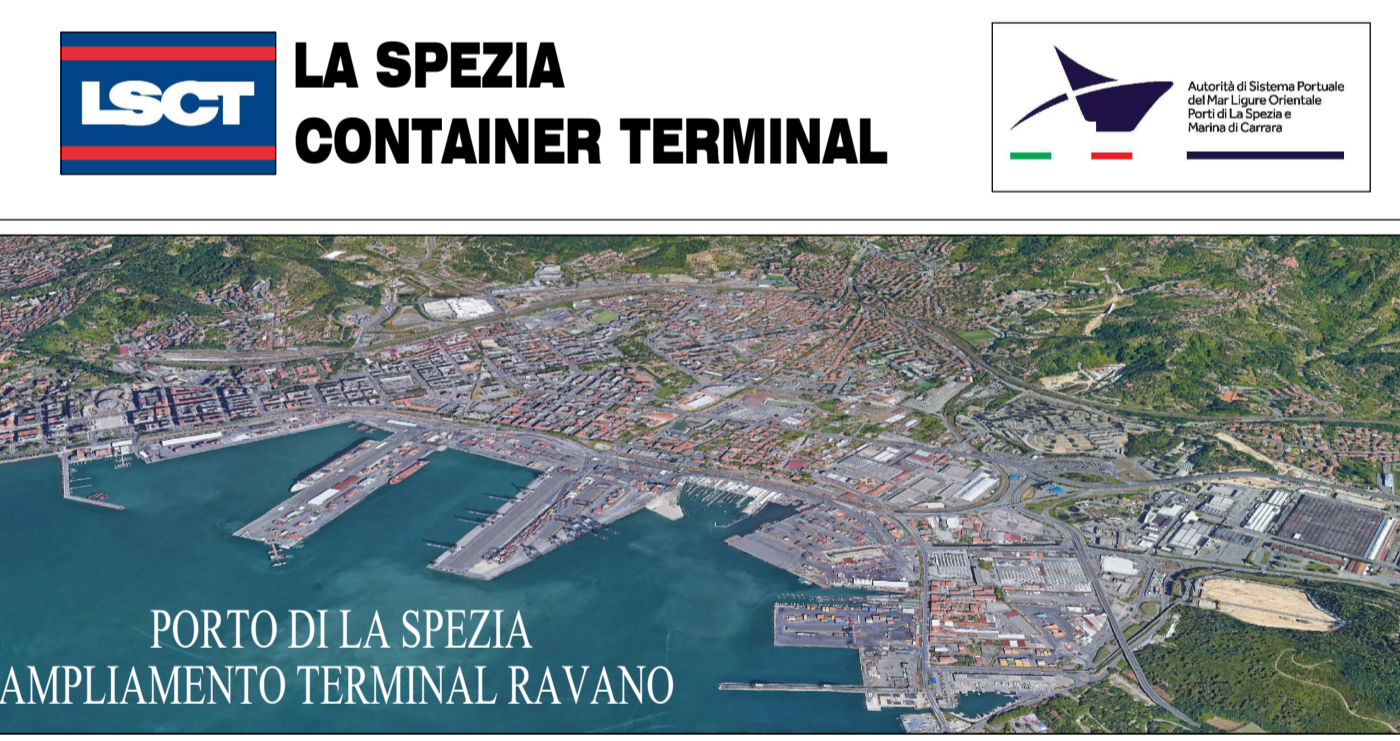 LSCT
LA SPEZIA
CONTAINER TERMINAL
Autorità di Sistema Portuale
del Mar Ligure Orientale
Porti di La Spezia e
Marina di Carrara
PORTO DI LA SPEZIA
AMPLIAMENTO TERMINAL RAVANO